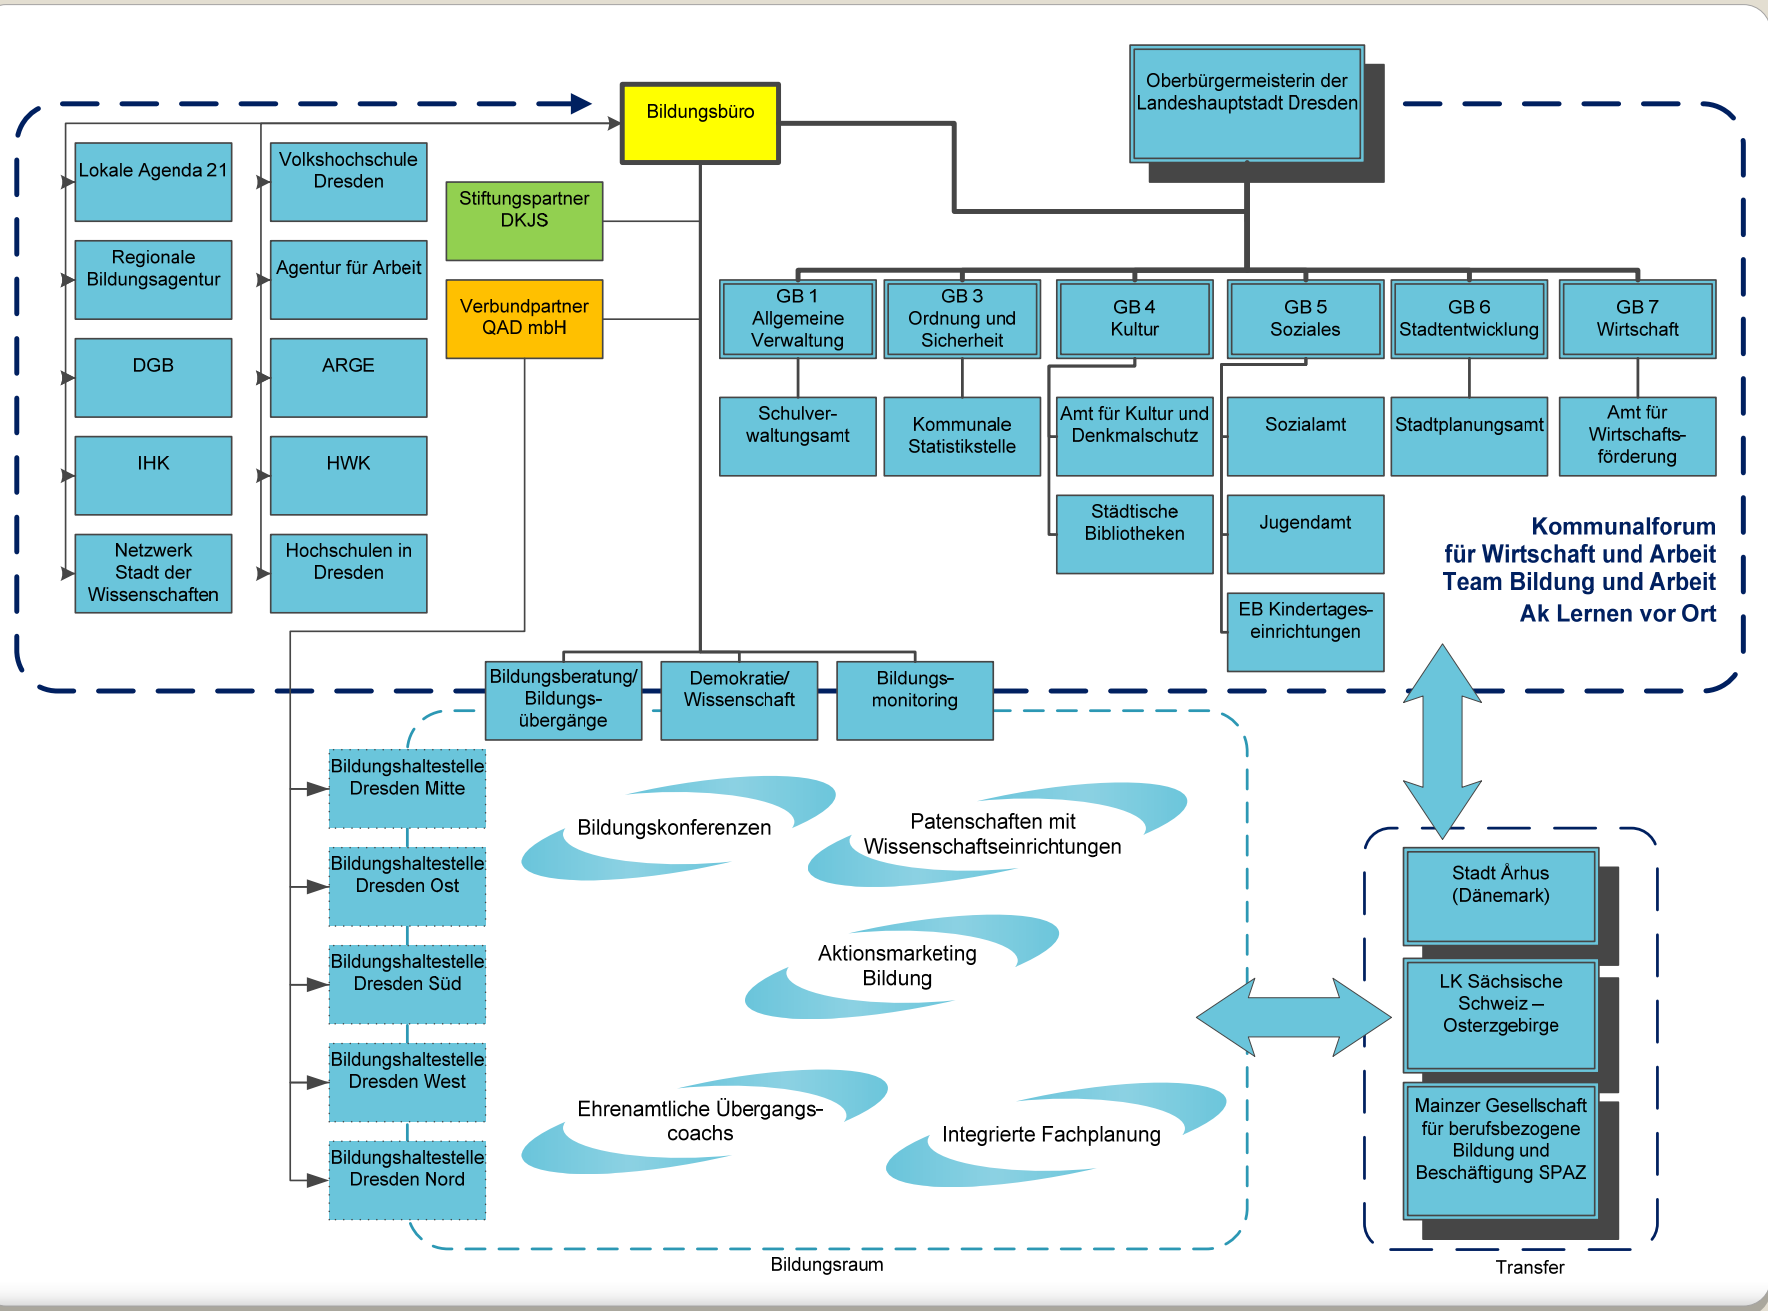 Oberbürgermeisterin der
Landeshauptstadt Dresden
Bildungsbüro
Lokale Agenda 21
Volkshochschule
Dresden
Stiftungspartner
DKJS
Regionale
Bildungsagentur
Agentur für Arbeit
Verbundpartner
QAD mbH
GB 1
Allgemeine
Verwaltung
GB 3
Ordnung und
Sicherheit
GB 4
Kultur
GB 5
Soziales
GB 6
Stadtentwicklung
GB 7
Wirtschaft
DGB
ARGE
Schulver-
waltungsamt
Kommunale
Statistikstelle
Amt für Kultur und
Denkmalschutz
Sozialamt
Stadtplanungsamt
Amt für
Wirtschafts-
förderung
IHK
HWK
Städtische
Bibliotheken
Jugendamt
Kommunalforum
für Wirtschaft und Arbeit
Team Bildung und Arbeit
Ak Lernen vor Ort
Netzwerk
Stadt der
Wissenschaften
Hochschulen in
Dresden
EB Kindertages-
einrichtungen
Bildungsberatung/
Bildungs-
übergänge
Demokratie/
Wissenschaft
Bildungs-
monitoring
Bildungshaltestelle
Dresden Mitte
Bildungshaltestelle
Dresden Ost
Bildungshaltestelle
Dresden Süd
Bildungshaltestelle
Dresden West
Bildungshaltestelle
Dresden Nord
Bildungskonferenzen
Patenschaften mit
Wissenschaftseinrichtungen
Aktionsmarketing
Bildung
Ehrenamtliche Übergangs-
coachs
Integrierte Fachplanung
Bildungsraum
Stadt Århus
(Dänemark)
LK Sächsische
Schweiz –
Osterzgebirge
Mainzer Gesellschaft
für berufsbezogene
Bildung und
Beschäftigung SPAZ
Transfer